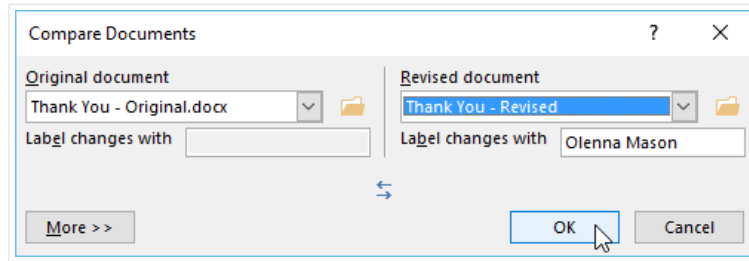 Compare Documents ?
Original document Revised document
Thank You - Original.docx Thank You - Revised
Label changes with Label changes with Olenna Mason
More >> OK Cancel